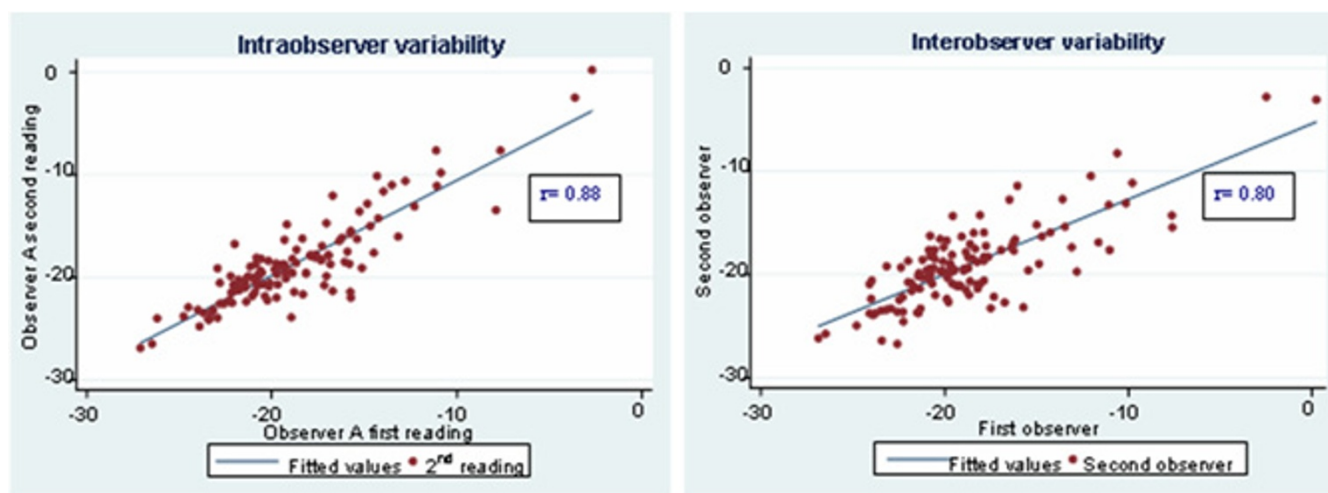 Intraobserver variability
Observer A second reading
0
-10
-20
-30
r= 0.88
-30
-20
-10
0
Observer A first reading
Fitted values
2nd reading
Interobserver variability
Second observer
0
-10
-20
-30
r= 0.80
-30
-20
-10
0
First observer
Fitted values
Second observer